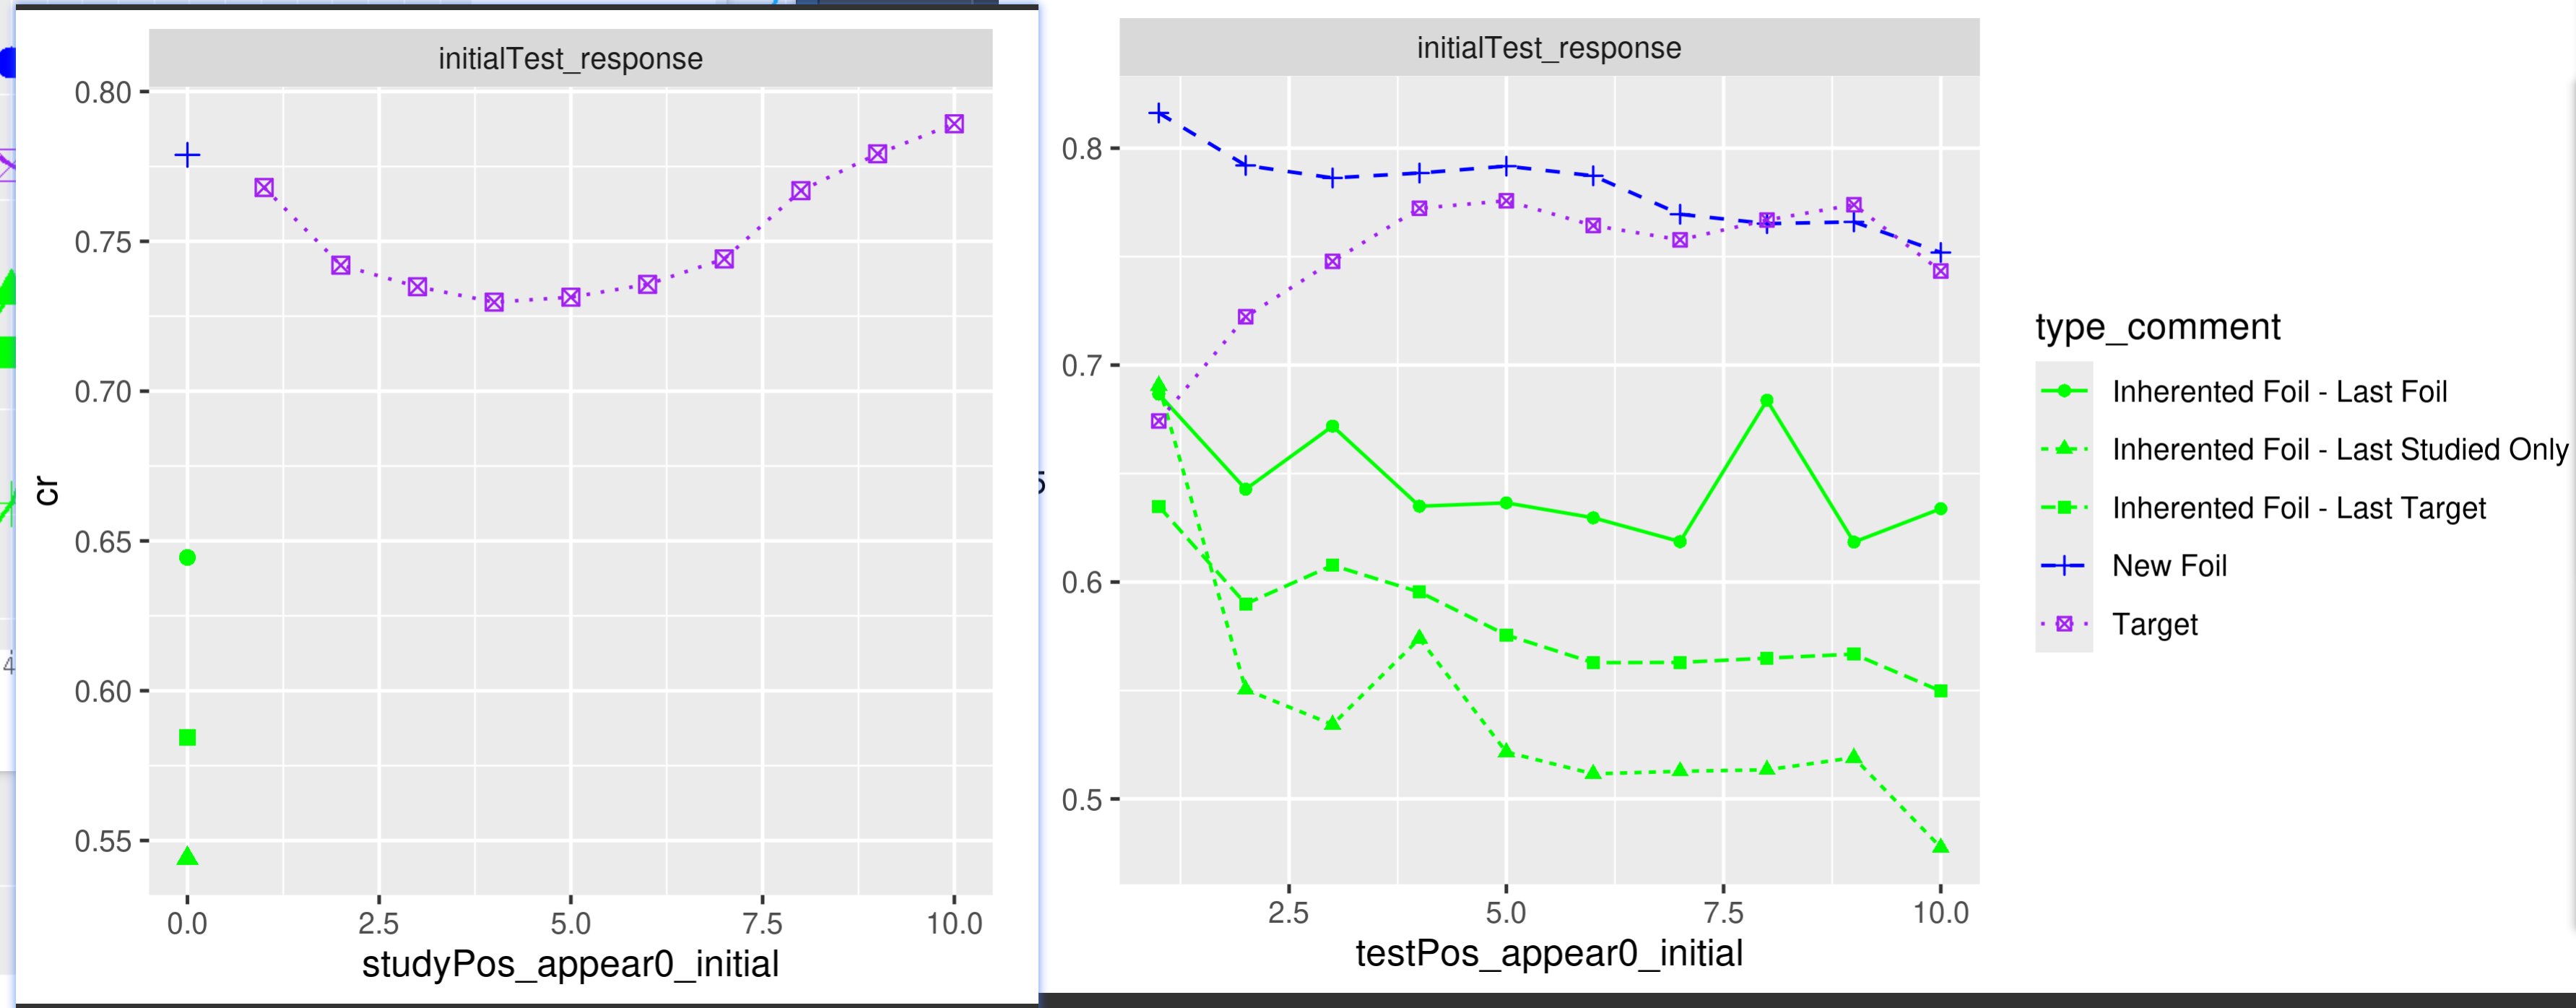 initialTest_response
0.80
0.75
0.70
0.65
0.60
0.55
cr
0.0 2.5 5.0 7.5 10.0
studyPos_appear0_initial
initialTest_response
0.8
0.7
0.6
0.5
2.5 5.0 7.5 10.0
testPos_appear0_initial
type_comment
Inherented Foil - Last Foil
Inherented Foil - Last Studied Only
Inherented Foil - Last Target
New Foil
Target
4